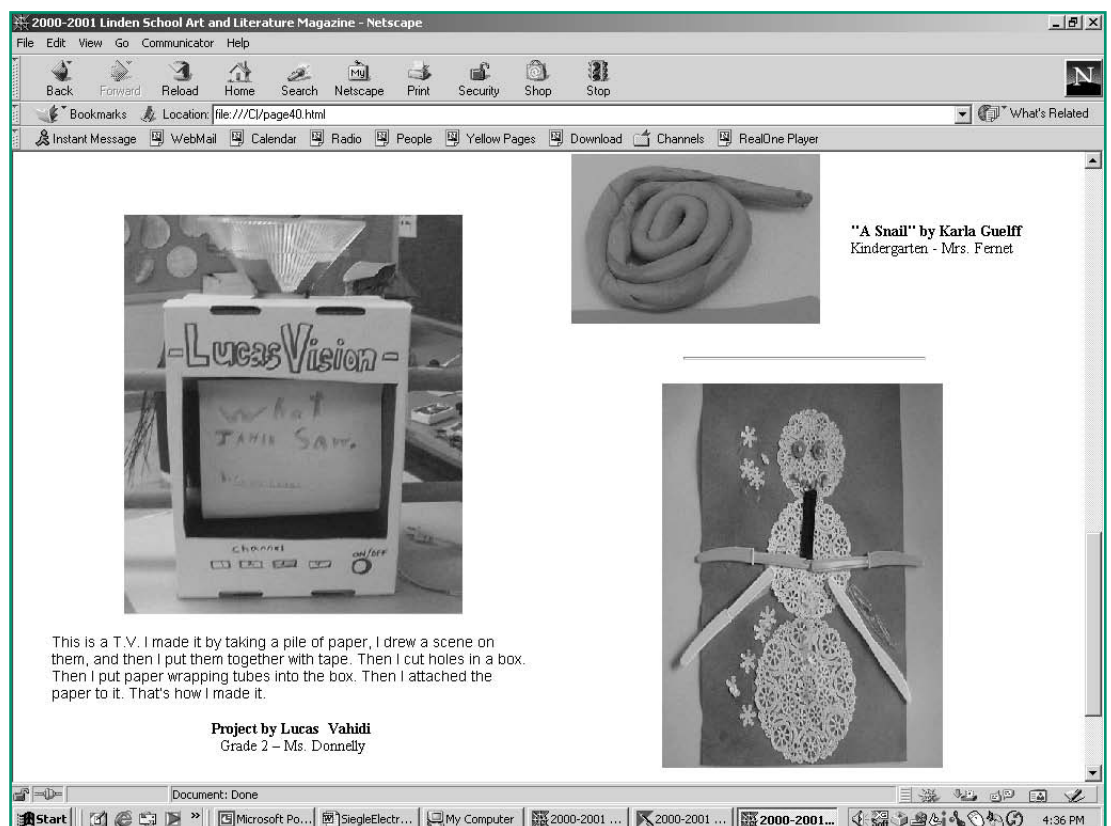 2000-2001 Linden School Art and Literature Magazine - Netscape
File Edit View Go Communicator Help
Back Forward Reload Home Search Netscape Print Security Shop Stop
My
N
Bookmarks Location: file:///C|/page40.html What's Related
Instant Message WebMail Calendar Radio People Yellow Pages Download Channels RealOne Player
-LucasVision-
What
JAMIE SAW.
channel
ON/OFF
This is a T.V. I made it by taking a pile of paper, I drew a scene on
them, and then I put them together with tape. Then I cut holes in a box.
Then I put paper wrapping tubes into the box. Then I attached the
paper to it. That's how I made it.
Project by Lucas Vahidi
Grade 2 – Ms. Donnelly
"A Snail" by Karla Guelff
Kindergarten - Mrs. Fernet
Document: Done
Start » Microsoft Po... SiegleElectr... My Computer 2000-2001 ... 2000-2001 ... 2000-2001... 4:36 PM